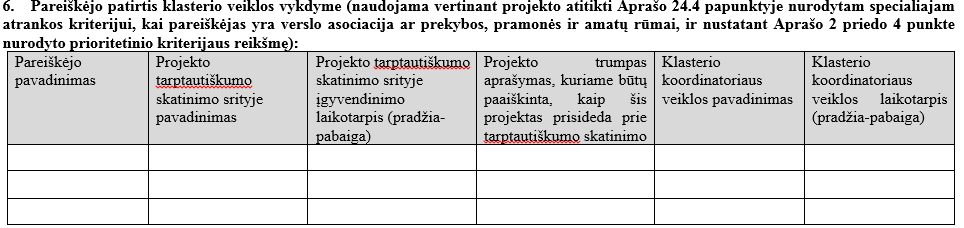 6. Pareiškėjo patirtis klasterio veiklos vykdyme (naudojama vertinant projekto atitikti Aprašo 24.4 papunktyje nurodytam specialiajam
atrankos kriterijui, kai pareiškėjas yra verslo asociacija ar prekybos, pramonės ir amatų rūmai, ir nustatant Aprašo 2 priedo 4 punkte
nurodyto prioritetinio kriterijaus reikšmę):
Pareiškėjo
pavadinimas
Projekto
tarptautiškumo
skatinimo srityje
pavadinimas
Projekto tarptautiškumo
skatinimo srityje
įgyvendinimo
laikotarpis (pradžia-
pabaiga)
Projekto trumpas
aprašymas, kuriame būtų
paaiškinta, kaip šis
projektas prisideda prie
tarptautiškumo skatinimo
Klasterio
koordinatoriaus
veiklos pavadinimas
Klasterio
koordinatoriaus
veiklos laikotarpis
(pradžia-pabaiga)